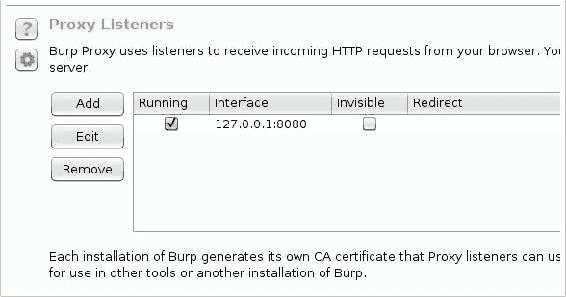 Proxy Listeners
?
Burp Proxy uses listeners to receive incoming HTTP requests from your browser. You
server
Add
Running Interface Invisible Redirect
127.0.0.1:8080
Edit
Remove
Each installation of Burp generates its own CA certificate that Proxy listeners can us
for use in other tools or another installation of Burp.